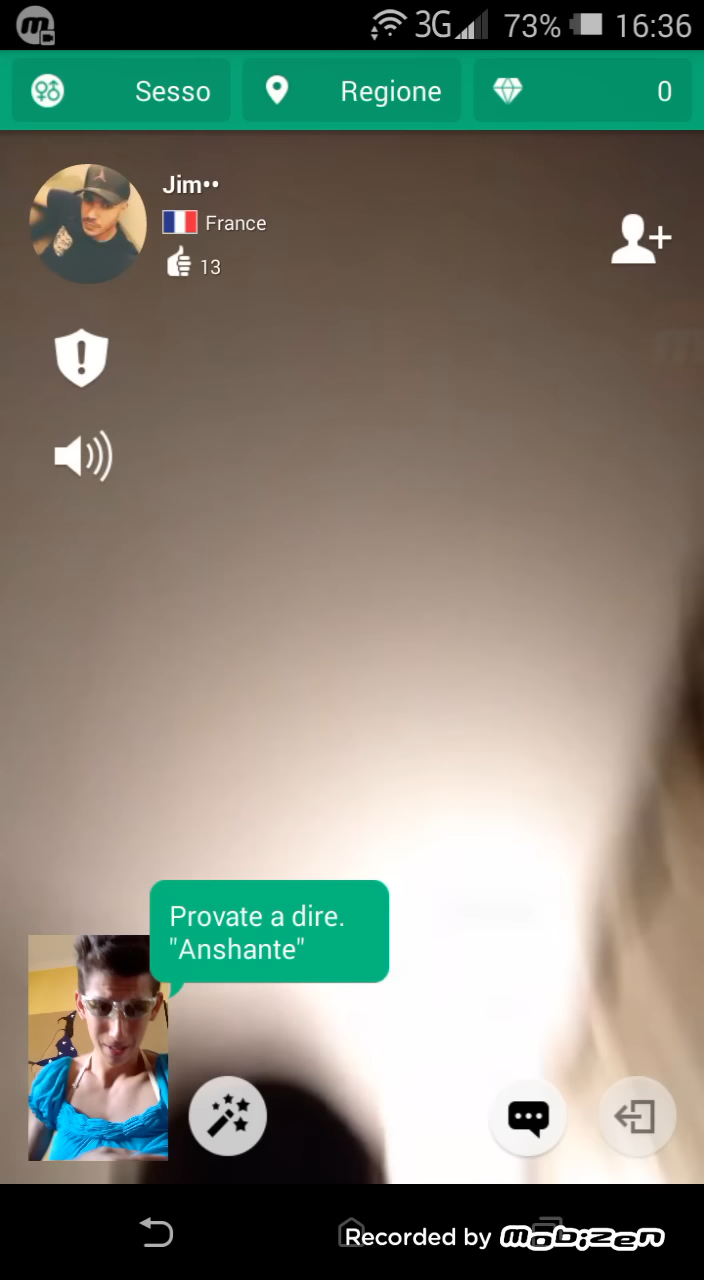 3G 73% 16:36
Sesso Regione 0
Jim••
France
13
Provate a dire.
"Anshante"
Recorded by Mobizen